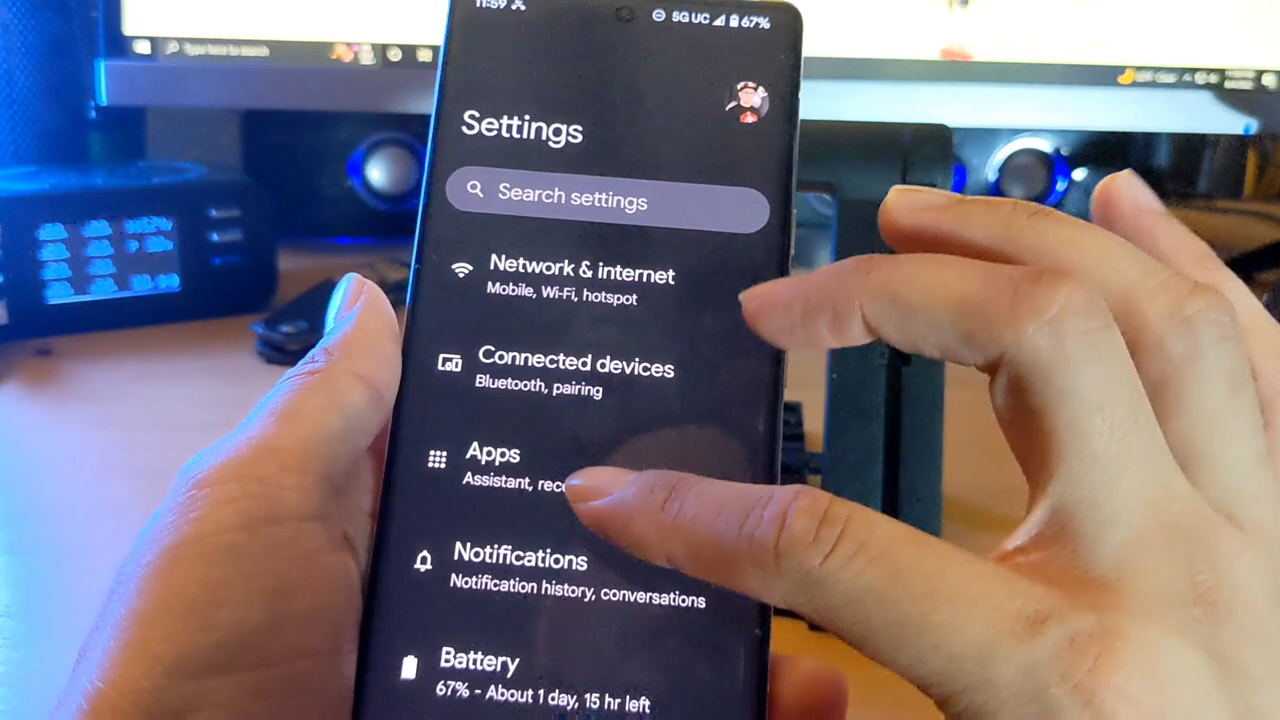 11:59
5G UC 67%
Type here to search
Settings
Search settings
Network & internet
Mobile, Wi-Fi, hotspot
Connected devices
Bluetooth, pairing
Apps
Assistant, rece
Notifications
Notification history, conversations
Battery
67% - About 1 day, 15 hr left